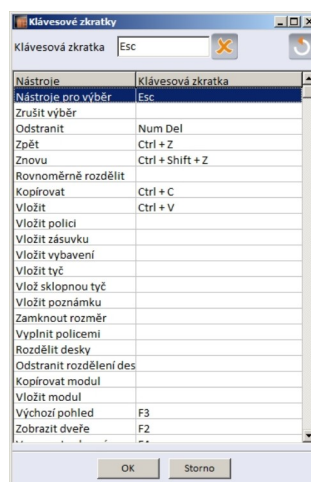 Klávesové zkratky
Klávesová zkratka Esc
Nástroje Klávesová zkratka
Nástroje pro výběr Esc
Zrušit výběr
Odstranit Num Del
Zpět Ctrl + Z
Znovu Ctrl + Shift + Z
Rovnoměrně rozdělit
Kopírovat Ctrl + C
Vložit Ctrl + V
Vložit polici
Vložit zásuvku
Vložit vybavení
Vložit tyč
Vlož sklopnou tyč
Vložit poznámku
Zamknout rozměr
Vyplnit policemi
Rozdělit desky
Odstranit rozdělení des
Kopírovat modul
Vložit modul
Výchozí pohled F3
Zobrazit dveře F2
OK Storno